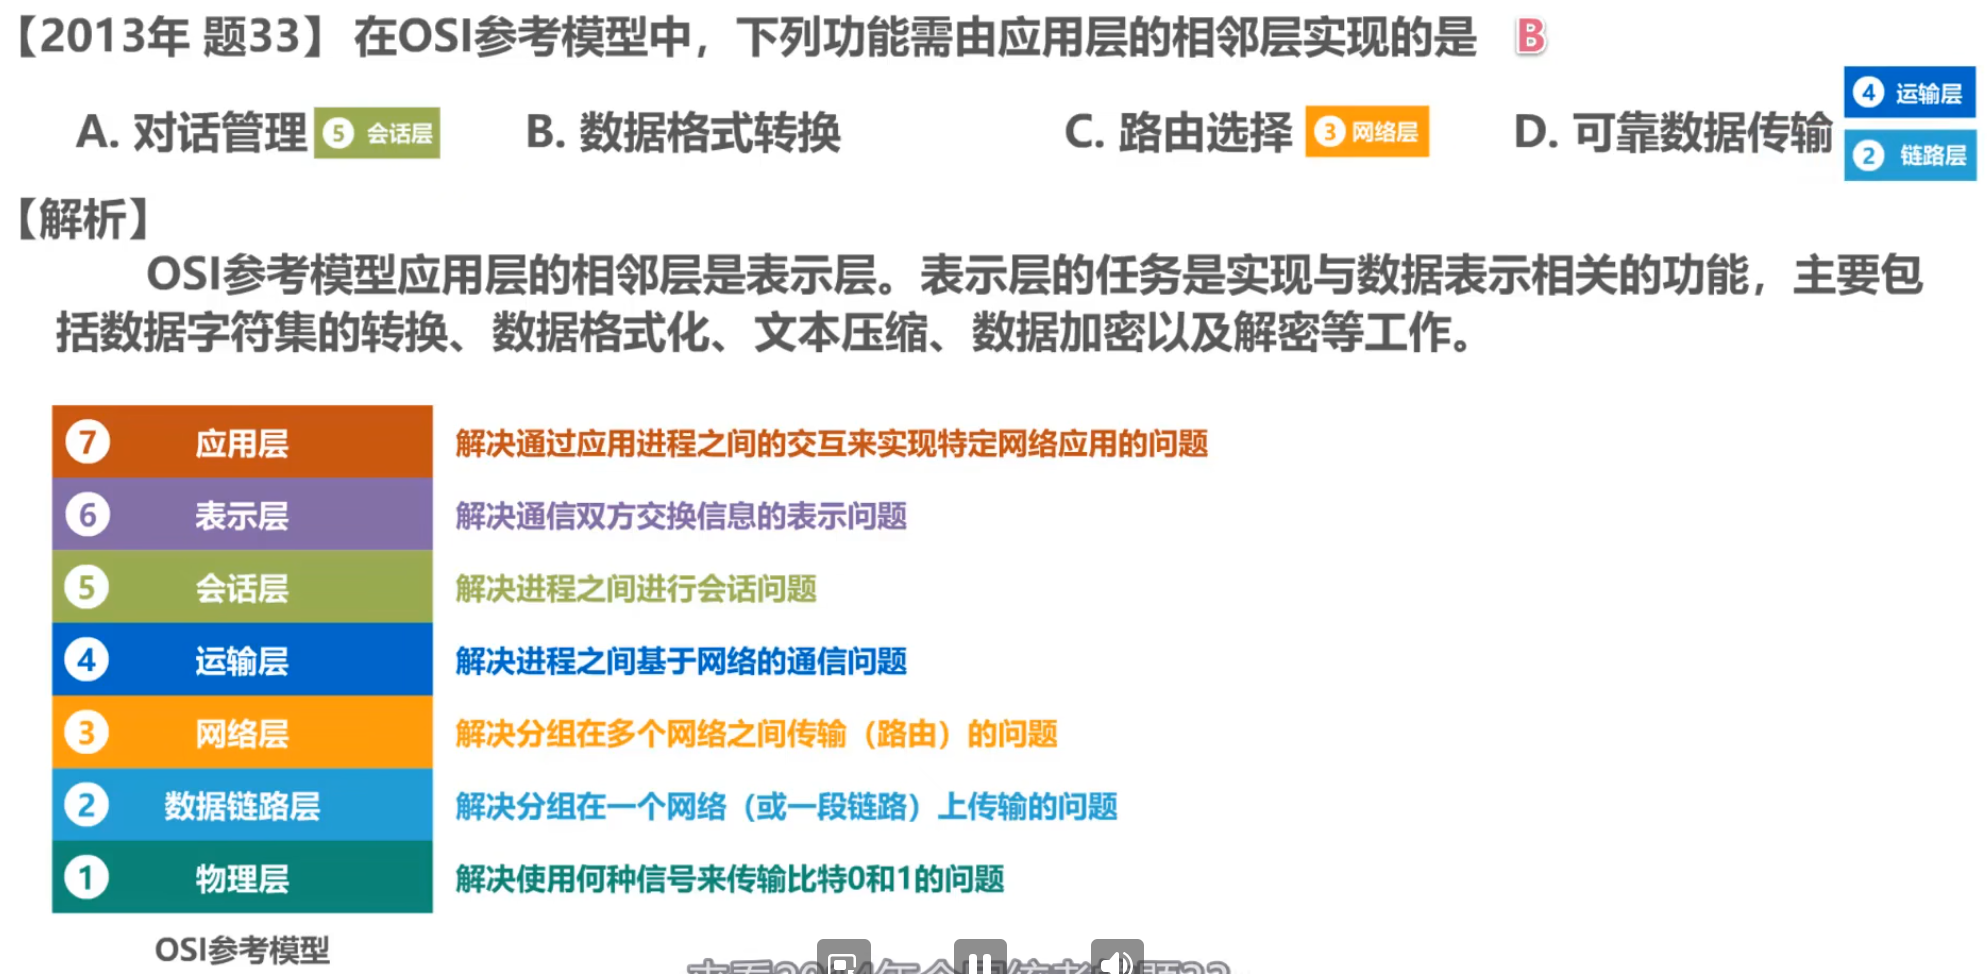 【2013年 题33】 在OSI参考模型中，下列功能需由应用层的相邻层实现的是 B
A. 对话管理 5 会话层 B. 数据格式转换 C. 路由选择 3 网络层 D. 可靠数据传输 4 运输层
2 链路层
【解析】
OSI参考模型应用层的相邻层是表示层。表示层的任务是实现与数据表示相关的功能，主要包
括数据字符集的转换、数据格式化、文本压缩、数据加密以及解密等工作。
7 应用层 解决通过应用进程之间的交互来实现特定网络应用的问题
6 表示层 解决通信双方交换信息的表示问题
5 会话层 解决进程之间进行会话问题
4 运输层 解决进程之间基于网络的通信问题
3 网络层 解决分组在多个网络之间传输（路由）的问题
2 数据链路层 解决分组在一个网络（或一段链路）上传输的问题
1 物理层 解决使用何种信号来传输比特0和1的问题
OSI参考模型